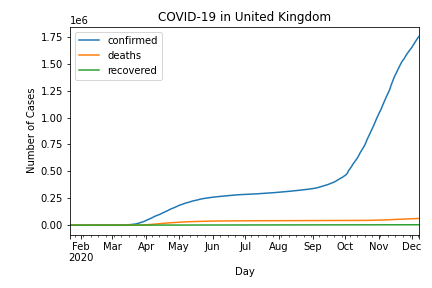 COVID-19 in United Kingdom
1e6
confirmed
deaths
recovered
1.75
1.50
1.25
1.00
0.75
0.50
0.25
0.00
Number of Cases
Feb Mar Apr May Jun Jul Aug Sep Oct Nov Dec
2020
Day